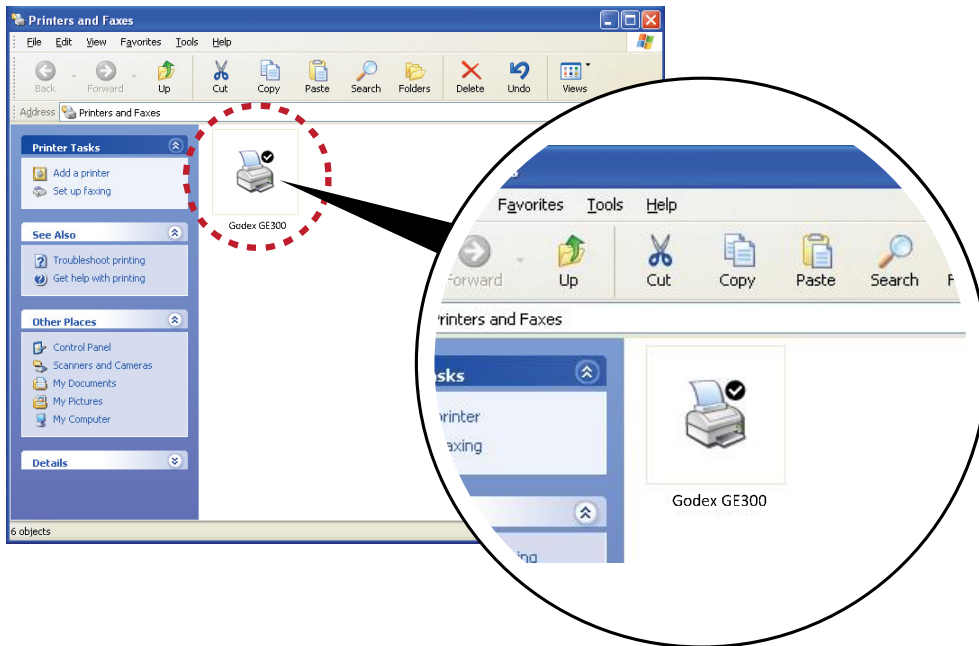 Printers and Faxes
File Edit View Favorites Tools Help
Back Forward Up Cut Copy Paste Search Folders Delete Undo Views
Address Printers and Faxes
Printer Tasks
Add a printer
Set up faxing
See Also
Troubleshoot printing
Get help with printing
Other Places
Control Panel
Scanners and Cameras
My Documents
My Pictures
My Computer
Details
6 objects
Godex GE300
Favorites Tools Help
Forward Up Cut Copy Paste Search F
rinters and Faxes
sks
printer
axing
Godex GE300